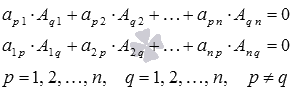 a_{p1}·A_{q1} + a_{p2}·A_{q2} + ... + a_{pn}·A_{qn} = 0
a_{1p}·A_{1q} + a_{2p}·A_{2q} + ... + a_{np}·A_{nq} = 0
p = 1, 2, ..., n, q = 1, 2, ..., n, p ≠ q